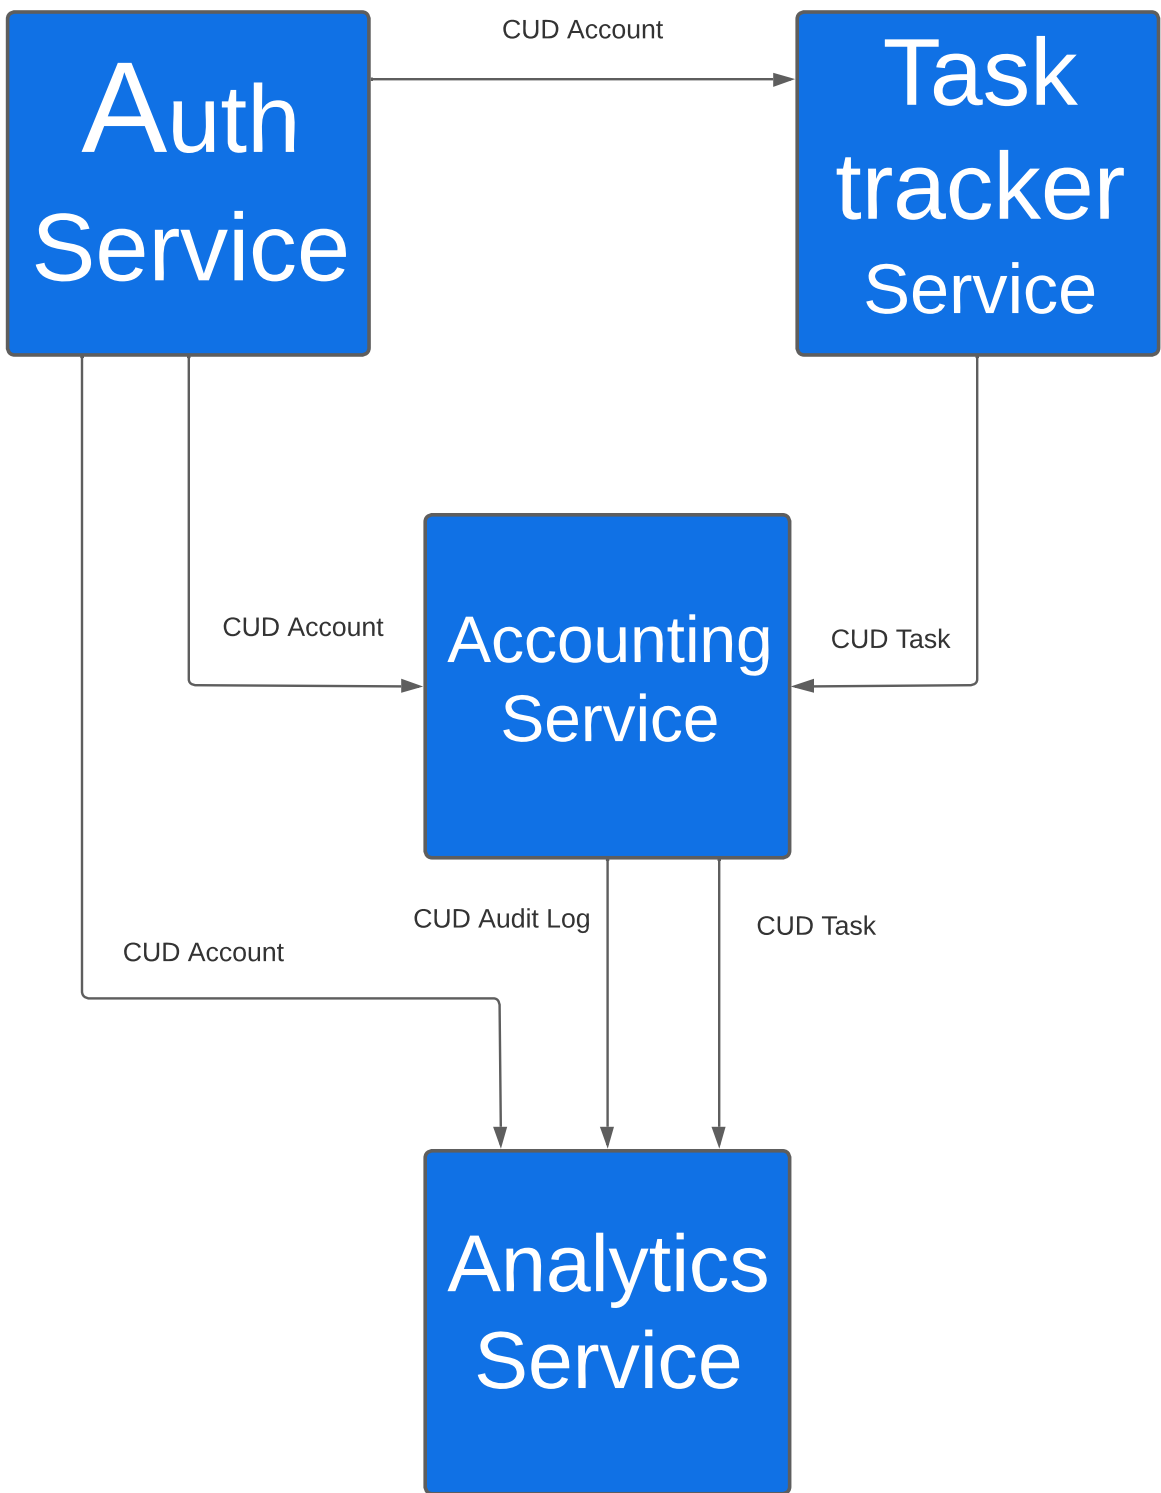 Auth
Service
CUD Account
Task
tracker
Service
CUD Account
Accounting
Service
CUD Task
CUD Account
CUD Audit Log
CUD Task
Analytics
Service